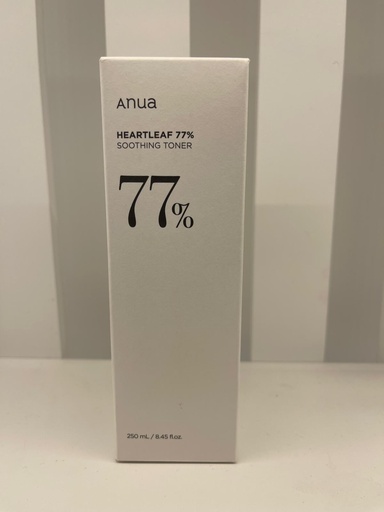 Anua
HEARTLEAF 77%
SOOTHING TONER
77%
250 mL / 8.45 fl.oz.